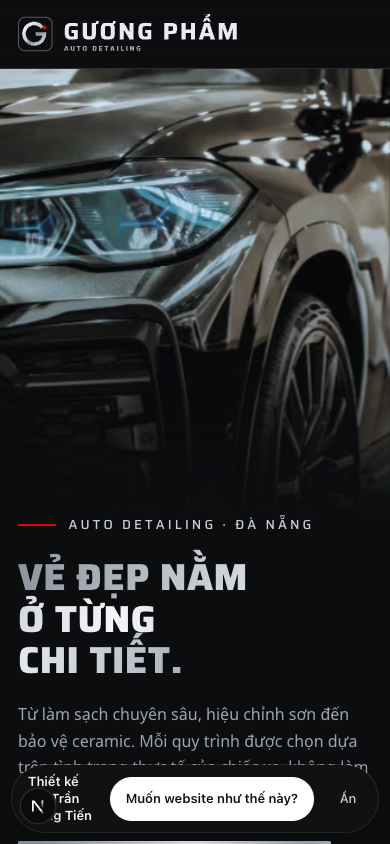 GƯƠNG PHẤM
AUTO DETAILING
AUTO DETAILING · ĐÀ NẴNG
VẺ ĐẸP NẰM
Ở TỪNG
CHI TIẾT.
Từ làm sạch chuyên sâu, hiệu chỉnh sơn đến
bảo vệ ceramic. Mỗi quy trình được chọn dựa
Thiết kế
Trần
Tiến
Muốn website như thế này?
Ẩn